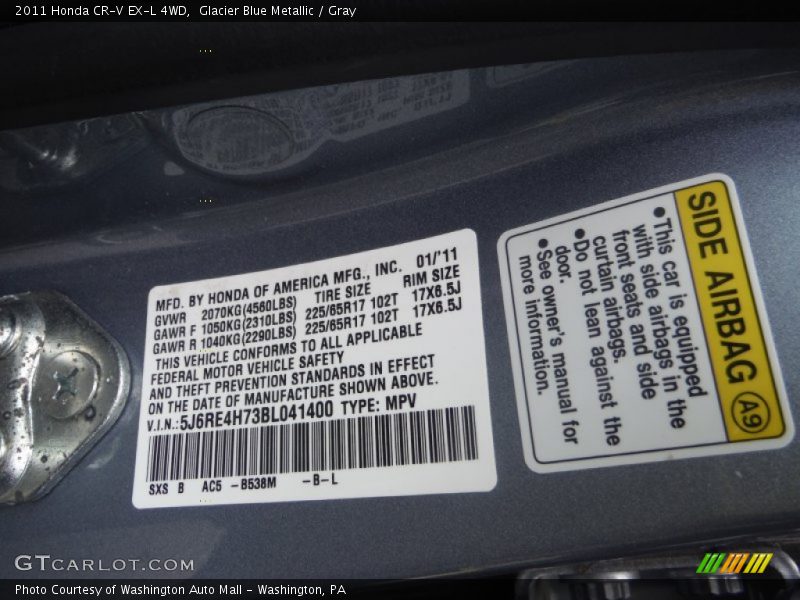 2011 Honda CR-V EX-L 4WD,  Glacier Blue Metallic / Gray
MFD. BY HONDA OF AMERICA MFG., INC. 01/'11
GVWR 2070KG(4560LBS) TIRE SIZE RIM SIZE
GAWR F 1050KG(2310LBS) 225/65R17 102T 17X6.5J
GAWR R 1040KG(2290LBS) 225/65R17 102T 17X6.5J
THIS VEHICLE CONFORMS TO ALL APPLICABLE
FEDERAL MOTOR VEHICLE SAFETY
AND THEFT PREVENTION STANDARDS IN EFFECT
ON THE DATE OF MANUFACTURE SHOWN ABOVE.
V.I.N.:5J6RE4H73BL041400 TYPE: MPV
SXS B AC5 -B538M -B-L
SIDE AIRBAG A9
•This car is equipped
with side airbags in the
front seats and side
curtain airbags.
•Do not lean against the
door.
•See owner's manual for
more information.
GTCARLOT.COM
Photo Courtesy of Washington Auto Mall - Washington, PA